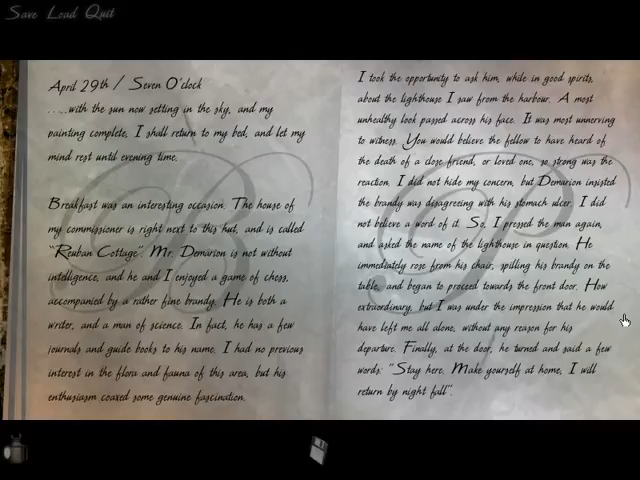 Save Load Quit
April 29th / Seven O'clock
.....with the sun now setting in the sky, and my
painting complete, I shall return to my bed, and let my
mind rest until evening time.
Breakfast was an interesting occasion. The house of
my commissioner is right next to this hut, and is called
"Reuban Cottage". Mr. Demarion is not without
intelligence, and he and I enjoyed a game of chess,
accompanied by a rather fine brandy. He is both a
writer, and a man of science. In fact, he has a few
journals and guide books to his name. I had no previous
interest in the flora and fauna of this area, but his
enthusiasm coaxed some genuine fascination.
I took the opportunity to ask him, while in good spirits,
about the lighthouse I saw from the harbour. A most
unhealthy look passed across his face. It was most unnerving
to witness. You would believe the fellow to have heard of
the death of a close friend, or loved one, so strong was the
reaction. I did not hide my concern, but Demarion insisted
the brandy was disagreeing with his stomach ulcer. I did
not believe a word of it. So, I pressed the man again,
and asked the name of the lighthouse in question. He
immediately rose from his chair, spilling his brandy on the
table, and began to proceed towards the front door. How
extraordinary, but I was under the impression that he would
have left me all alone, without any reason for his
departure. Finally, at the door, he turned and said a few
words: "Stay here. Make yourself at home, I will
return by night fall".